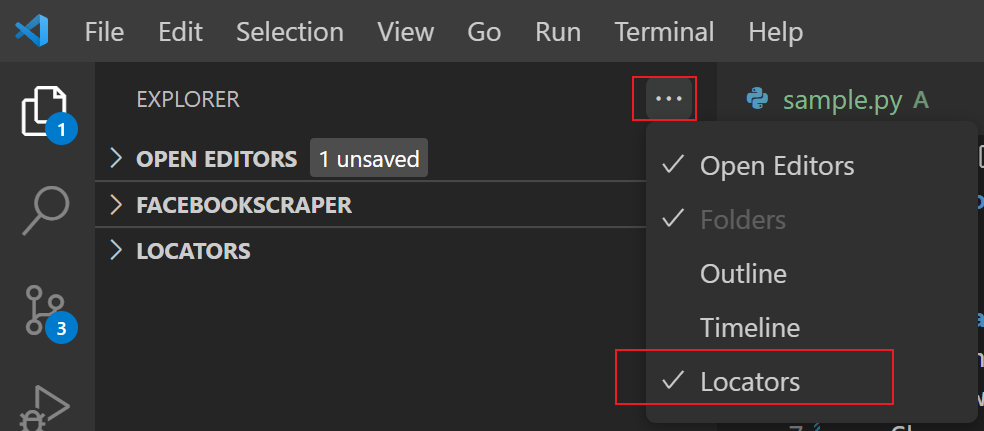 File Edit Selection View Go Run Terminal Help
EXPLORER ...
sample.py A
1
OPEN EDITORS 1 unsaved
FACEBOOKSCRAPER
LOCATORS
3
Open Editors
Folders
Outline
Timeline
Locators